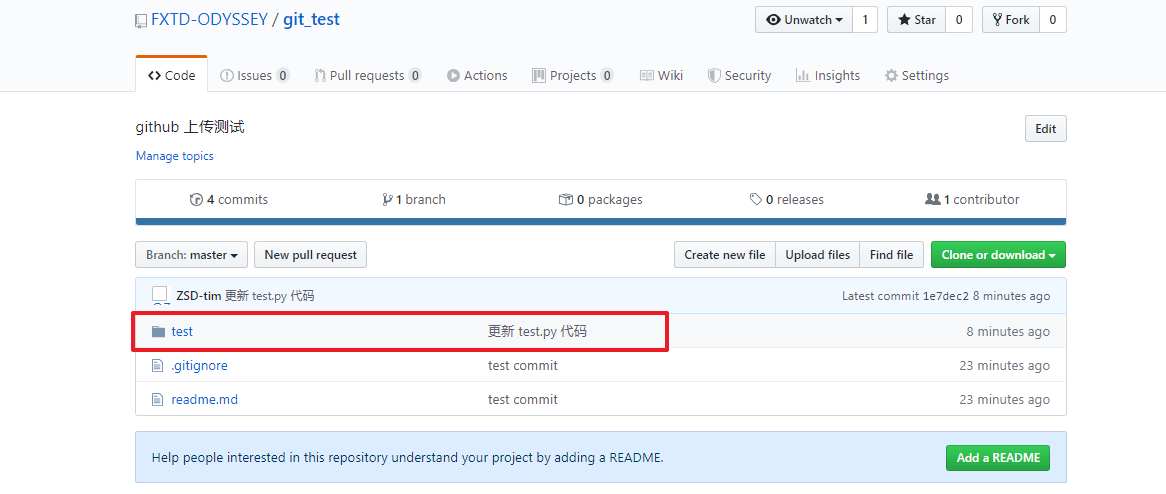 FXTD-ODYSSEY / git_test
Unwatch 1 Star 0 Fork 0
Code Issues 0 Pull requests 0 Actions Projects 0 Wiki Security Insights Settings
github 上传测试
Edit
Manage topics
4 commits 1 branch 0 packages 0 releases 1 contributor
Branch: master New pull request Create new file Upload files Find file Clone or download
ZSD-tim 更新 test.py 代码 Latest commit 1e7dec2 8 minutes ago
test 更新 test.py 代码 8 minutes ago
.gitignore test commit 23 minutes ago
readme.md test commit 23 minutes ago
Help people interested in this repository understand your project by adding a README. Add a README